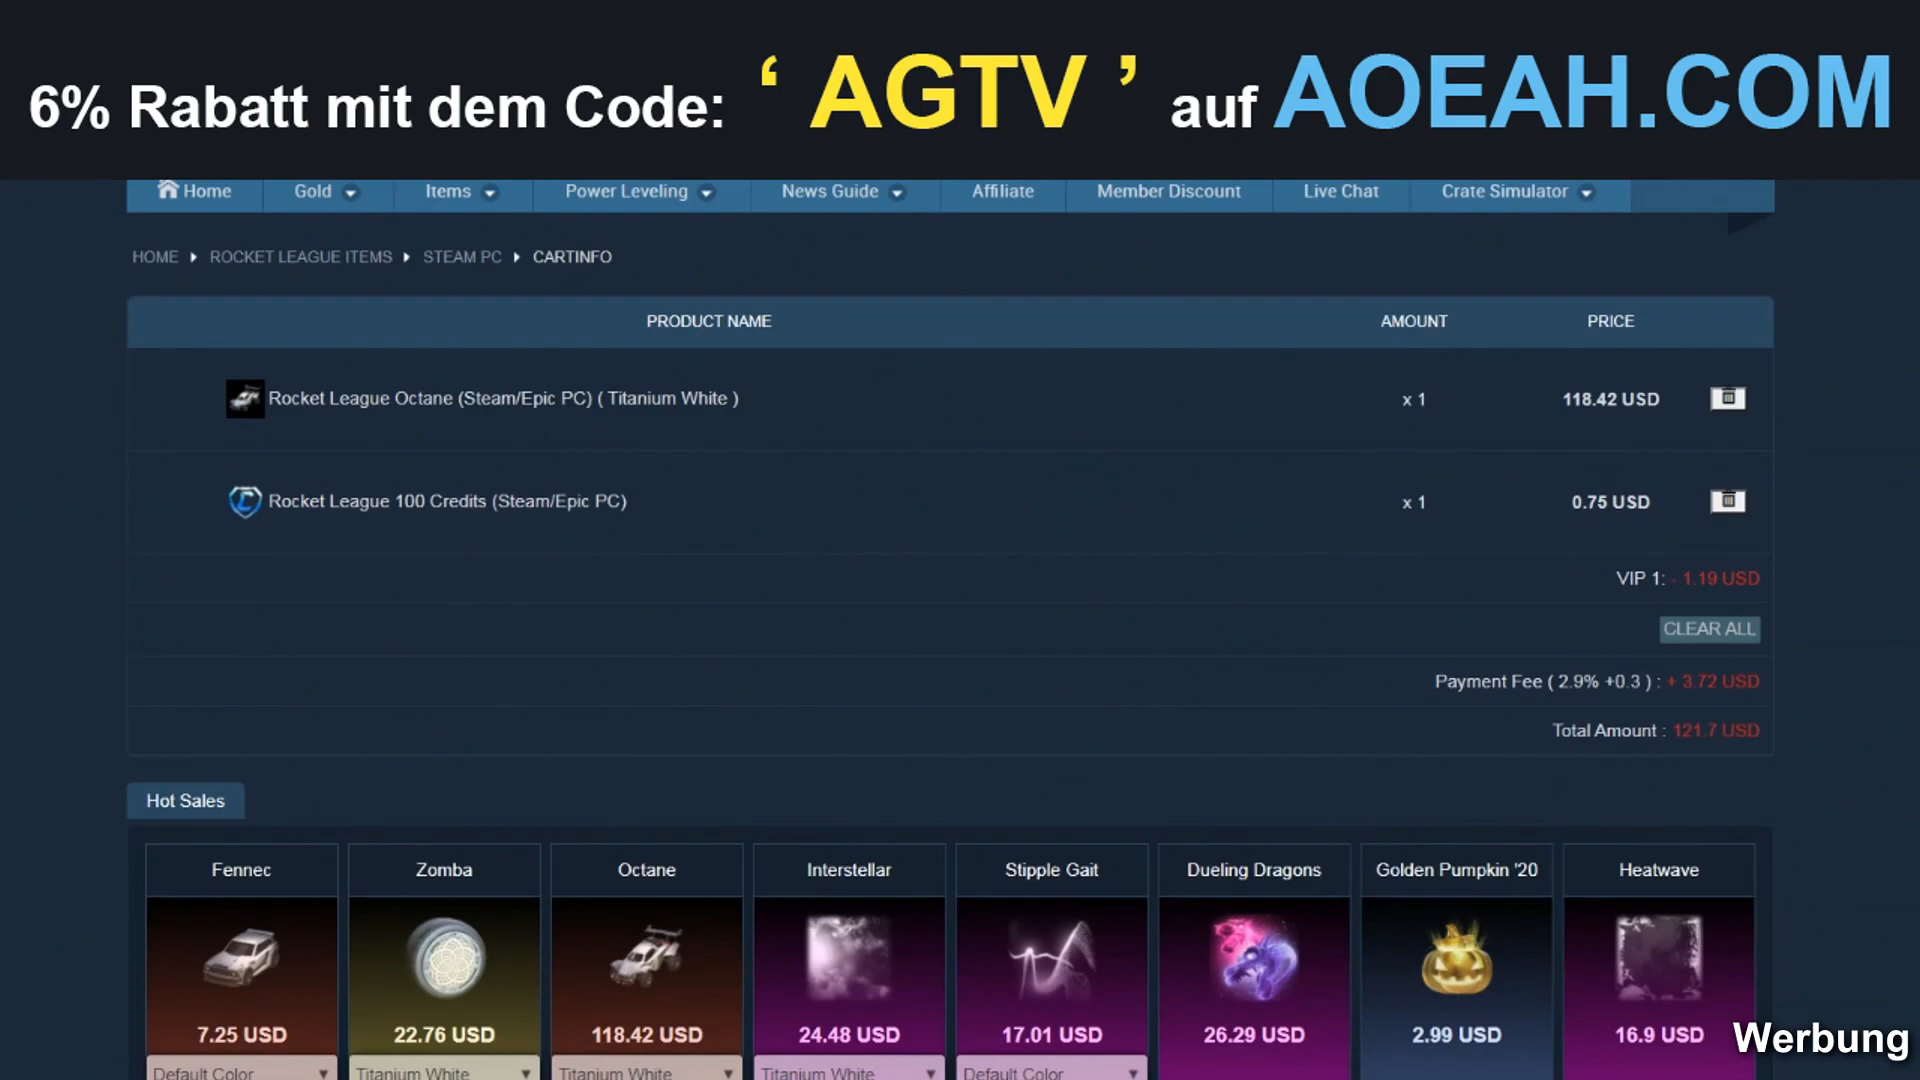 6% Rabatt mit dem Code: ‘ AGTV ’ auf AOEAH.COM
Home Gold Items Power Leveling News Guide Affiliate Member Discount Live Chat Crate Simulator
HOME ROCKET LEAGUE ITEMS STEAM PC CARTINFO
PRODUCT NAME AMOUNT PRICE
Rocket League Octane (Steam/Epic PC) ( Titanium White ) x 1 118.42 USD
Rocket League 100 Credits (Steam/Epic PC) x 1 0.75 USD
VIP 1: - 1.19 USD
CLEAR ALL
Payment Fee ( 2.9% +0.3 ) : + 3.72 USD
Total Amount : 121.7 USD
Hot Sales
Fennec Zomba Octane Interstellar Stipple Gait Dueling Dragons Golden Pumpkin '20 Heatwave
7.25 USD 22.76 USD 118.42 USD 24.48 USD 17.01 USD 26.29 USD 2.99 USD 16.9 USD
Werbung
Default Color Titanium White Titanium White Titanium White Default Color